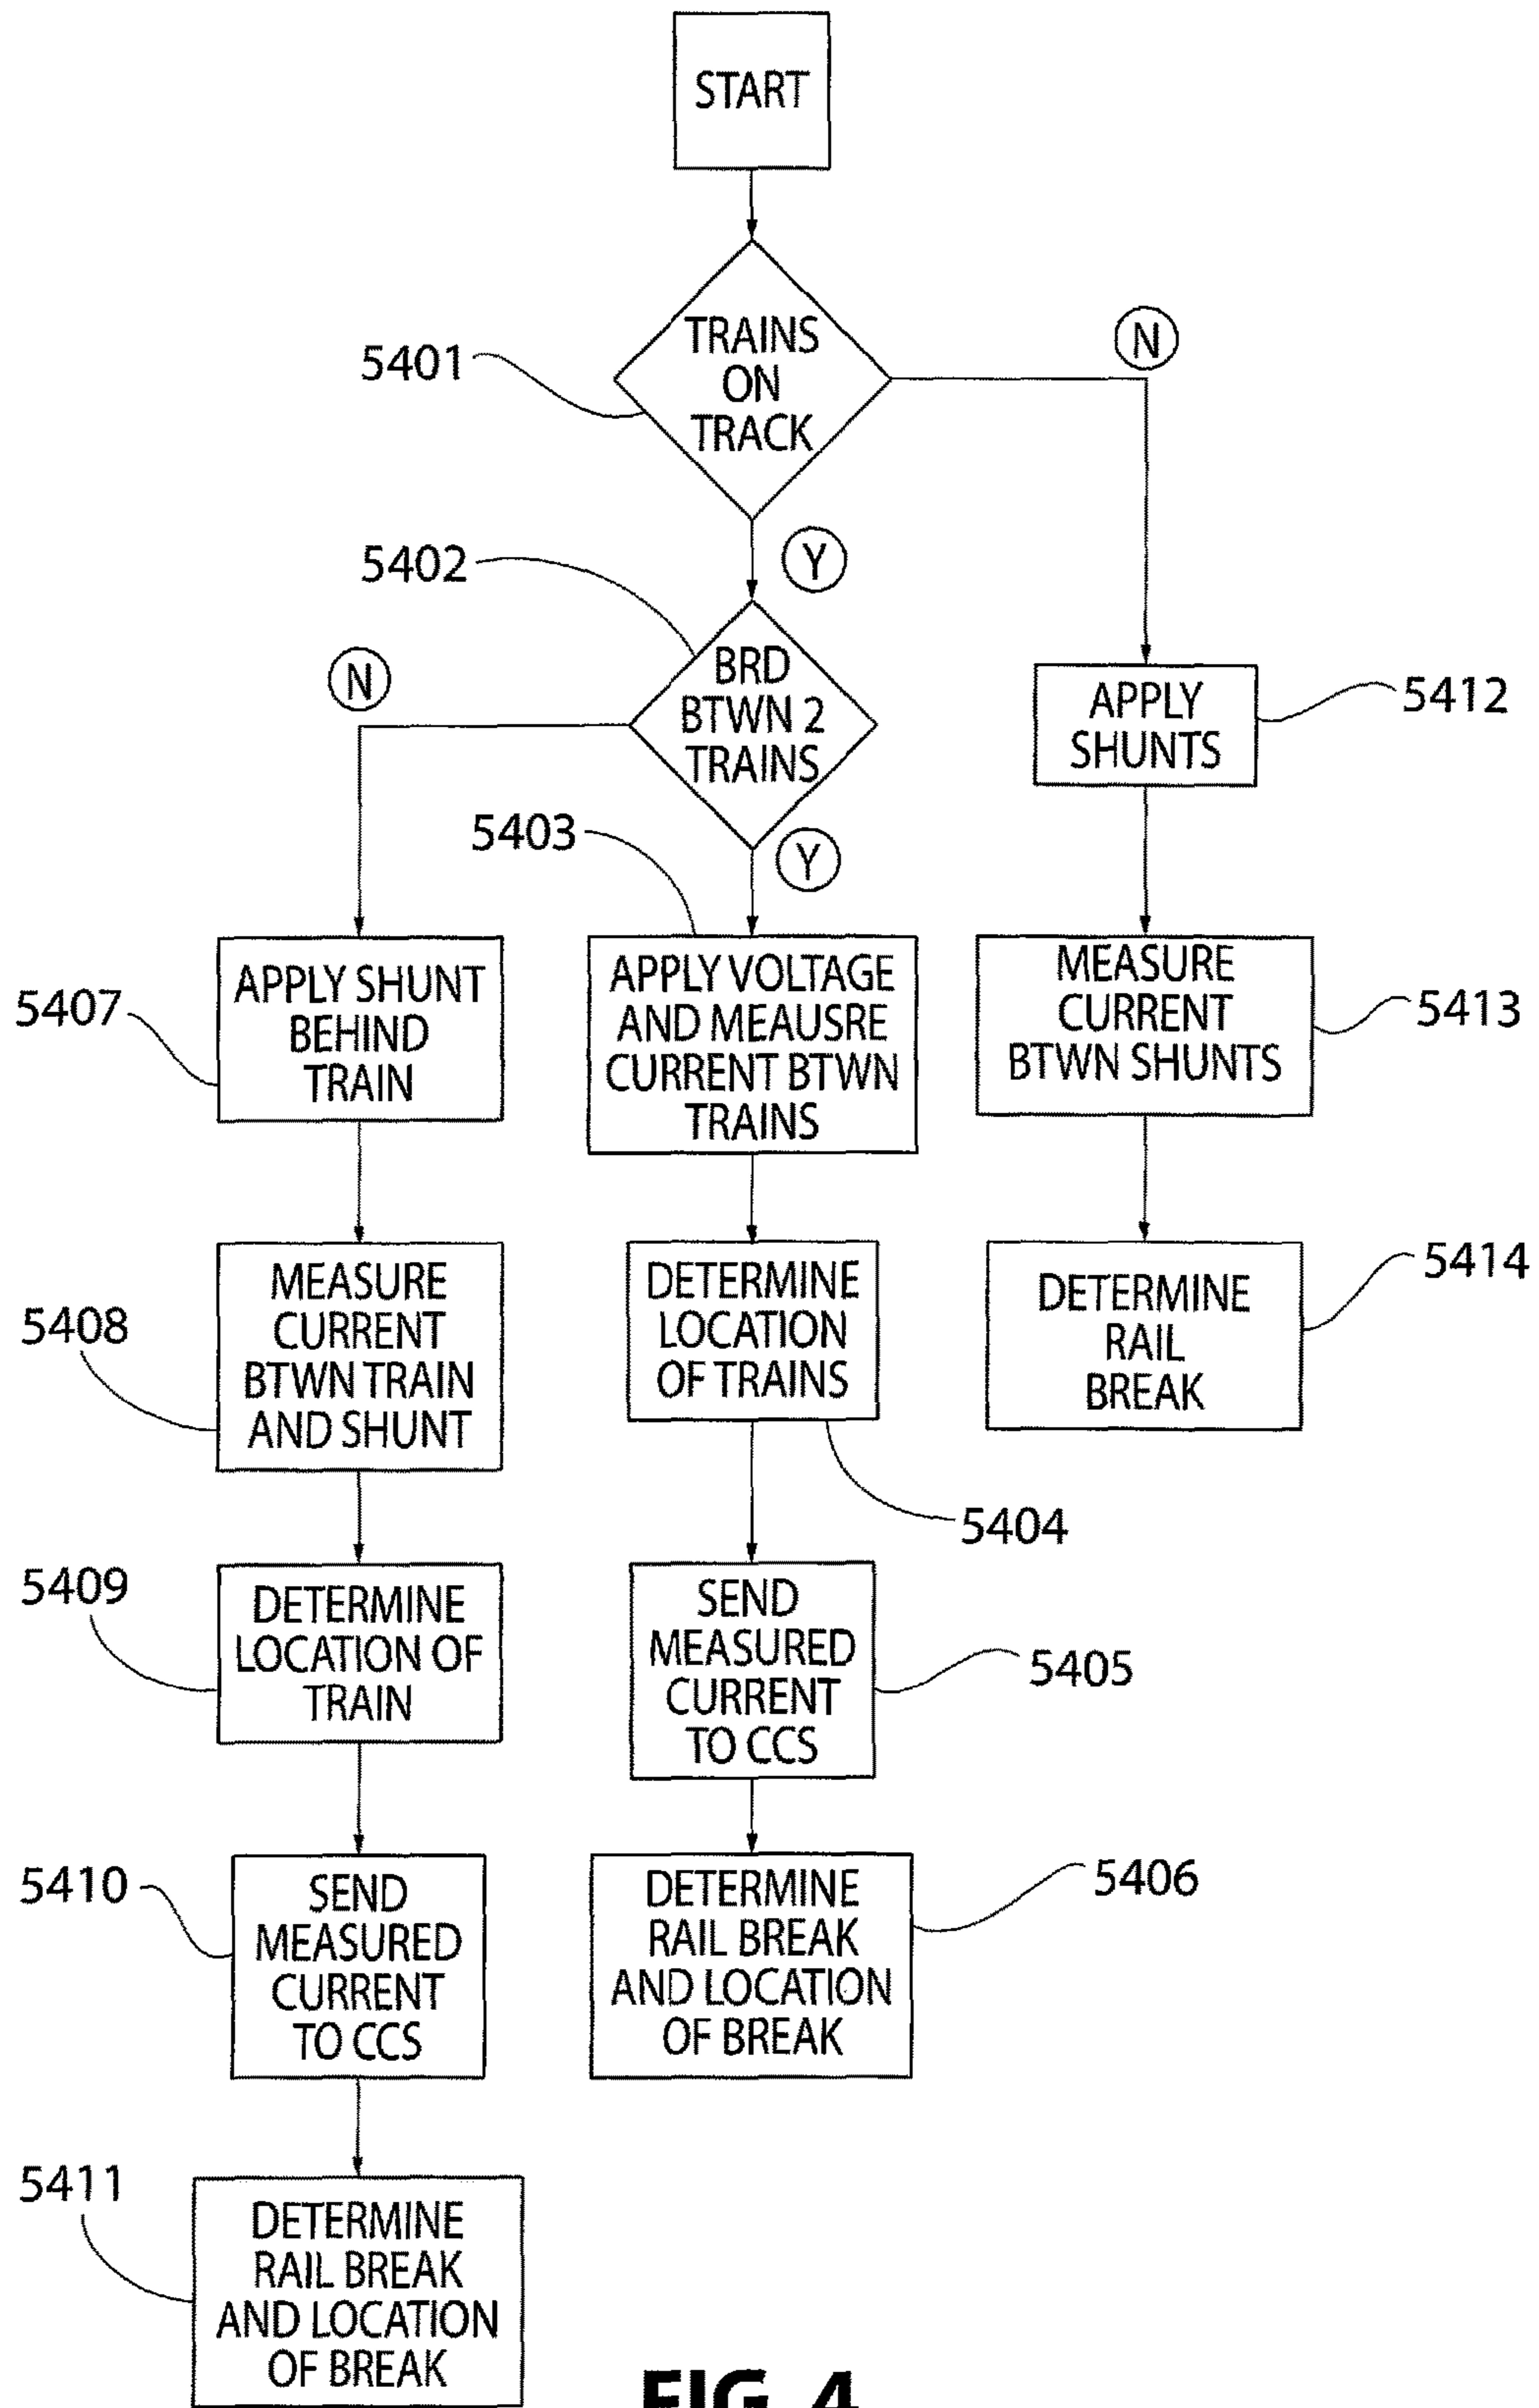 START
TRAINS
ON
TRACK
5401
N
Y
5402
BRD
BTWN 2
TRAINS
N
Y
5403
APPLY
SHUNTS
5412
APPLY SHUNT
BEHIND
TRAIN
5407
APPLY VOLTAGE
AND MEAUSRE
CURRENT BTWN
TRAINS
MEASURE
CURRENT
BTWN SHUNTS
5413
MEASURE
CURRENT
BTWN TRAIN
AND SHUNT
5408
DETERMINE
LOCATION
OF TRAINS
5404
DETERMINE
RAIL
BREAK
5414
DETERMINE
LOCATION OF
TRAIN
5409
SEND
MEASURED
CURRENT
TO CCS
5405
SEND
MEASURED
CURRENT
TO CCS
5410
DETERMINE
RAIL BREAK
AND LOCATION
OF BREAK
5406
DETERMINE
RAIL BREAK
AND LOCATION
OF BREAK
5411
FIG. 4